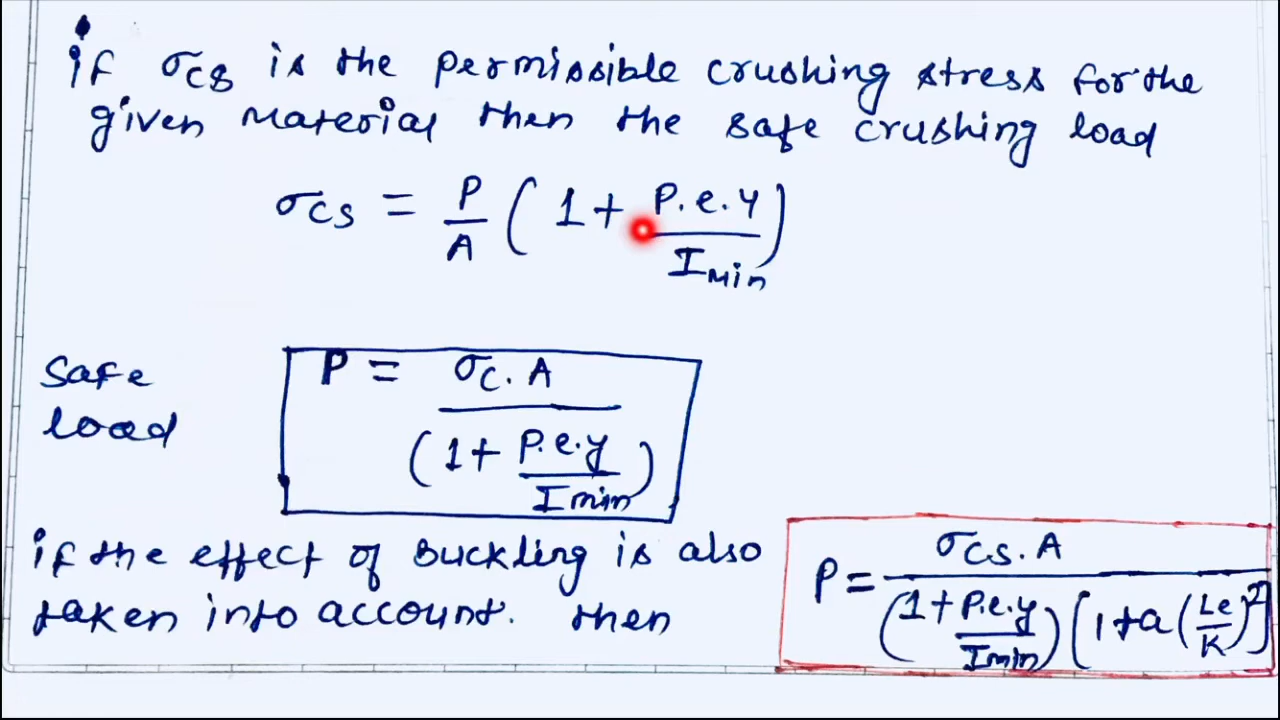 if σcs is the permissible crushing stress for the
given material then the safe crushing load
σcs = P/A ( 1 + P.e.y/Imin )
Safe
load
P = σc.A / (1 + P.e.y/Imin)
if the effect of buckling is also
taken into account. then
P = σcs.A / (1 + P.e.y/Imin) [1 + a (Le/K)²]